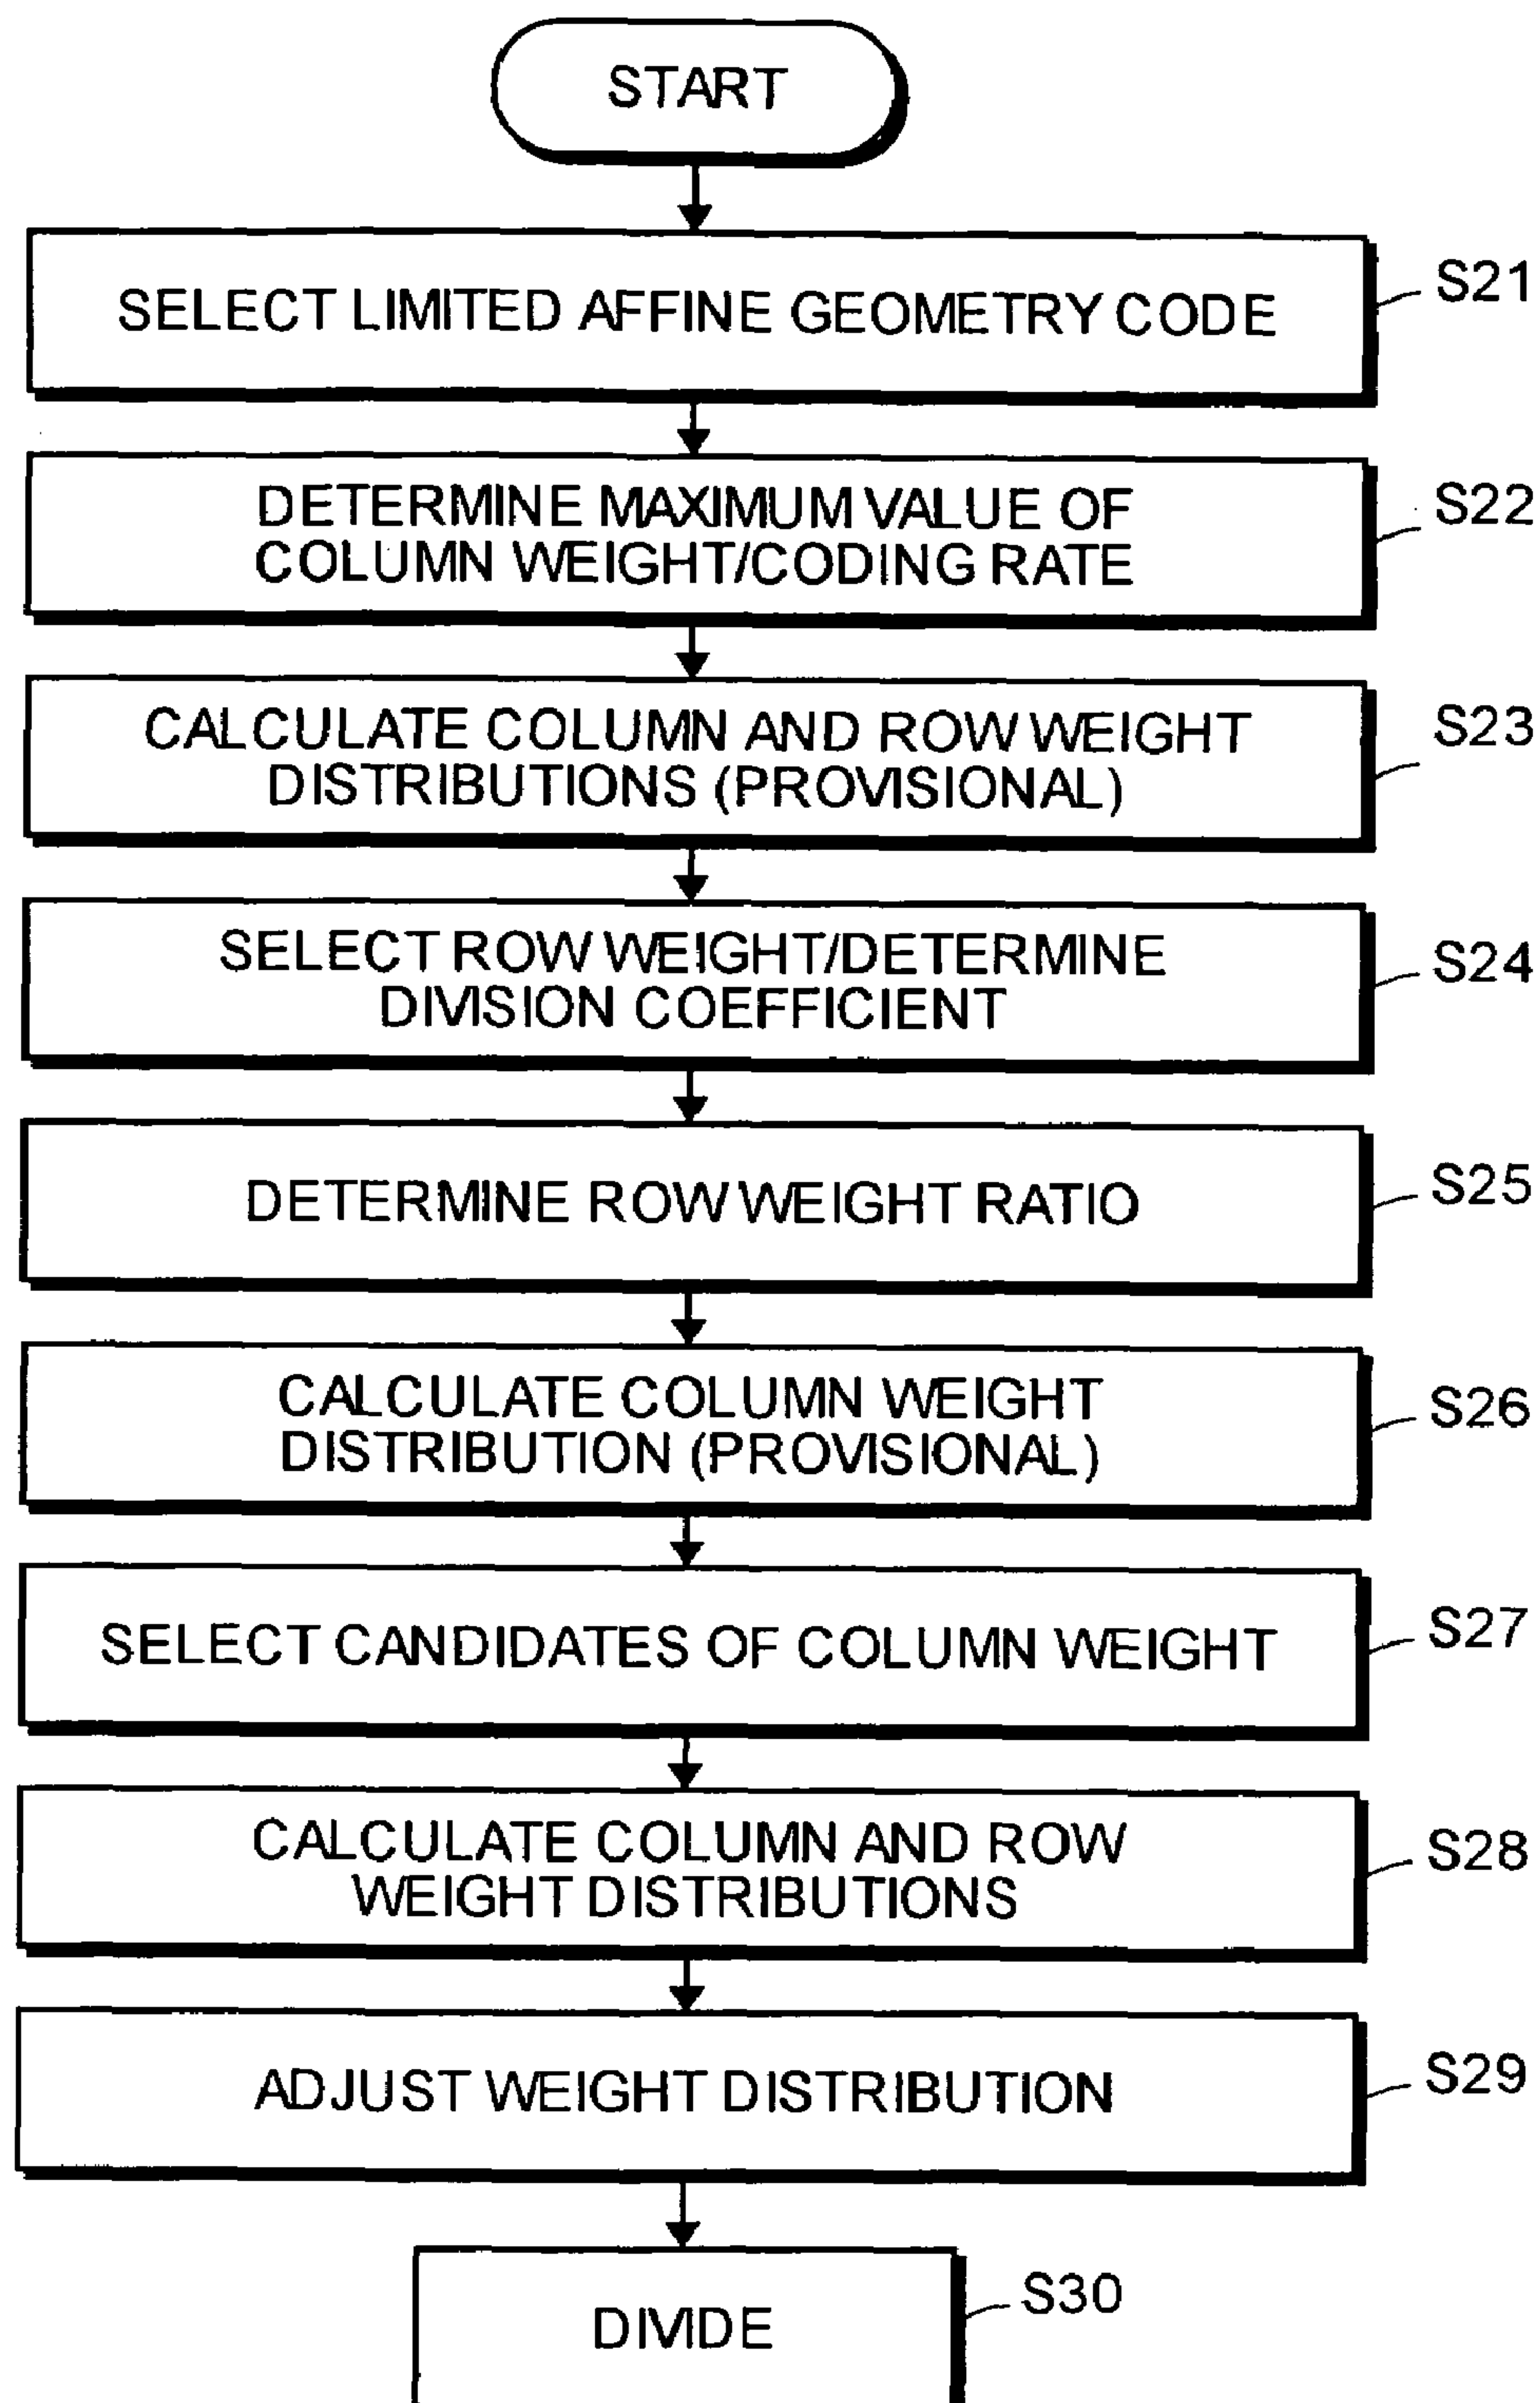 START
SELECT LIMITED AFFINE GEOMETRY CODE
S21
DETERMINE MAXIMUM VALUE OF
COLUMN WEIGHT/CODING RATE
S22
CALCULATE COLUMN AND ROW WEIGHT
DISTRIBUTIONS (PROVISIONAL)
S23
SELECT ROW WEIGHT/DETERMINE
DIVISION COEFFICIENT
S24
DETERMINE ROW WEIGHT RATIO
S25
CALCULATE COLUMN WEIGHT
DISTRIBUTION (PROVISIONAL)
S26
SELECT CANDIDATES OF COLUMN WEIGHT
S27
CALCULATE COLUMN AND ROW
WEIGHT DISTRIBUTIONS
S28
ADJUST WEIGHT DISTRIBUTION
S29
DIVIDE
S30